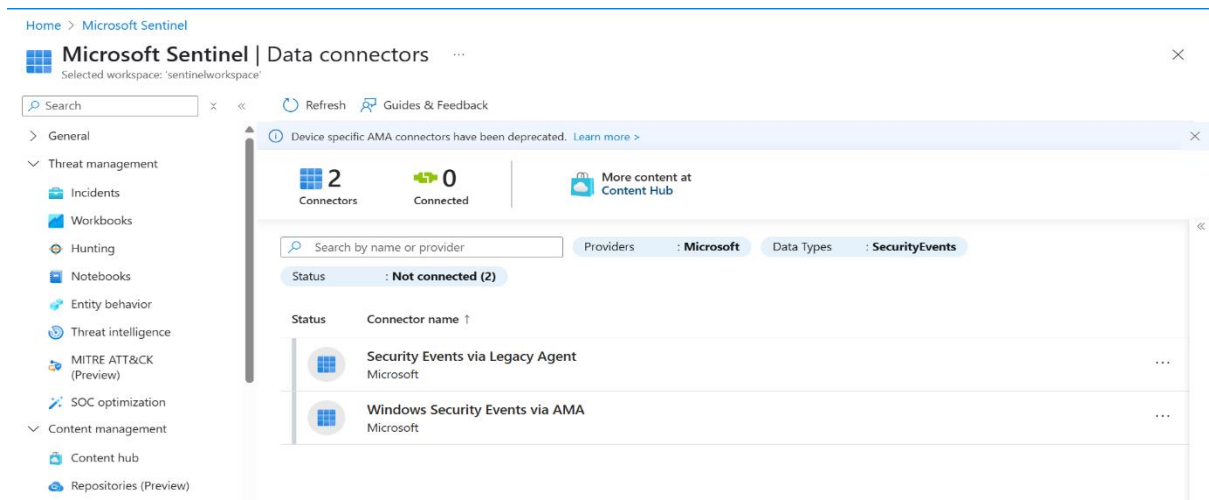 Home > Microsoft Sentinel
Microsoft Sentinel | Data connectors ...
Selected workspace: 'sentinelworkspace'
Search
Refresh Guides & Feedback
General
Threat management
Incidents
Workbooks
Hunting
Notebooks
Entity behavior
Threat intelligence
MITRE ATT&CK
(Preview)
SOC optimization
Content management
Content hub
Repositories (Preview)
Device specific AMA connectors have been deprecated. Learn more >
2 0
Connectors Connected
More content at
Content Hub
Search by name or provider Providers : Microsoft Data Types : SecurityEvents
Status : Not connected (2)
Status Connector name ↑
Security Events via Legacy Agent
Microsoft
Windows Security Events via AMA
Microsoft